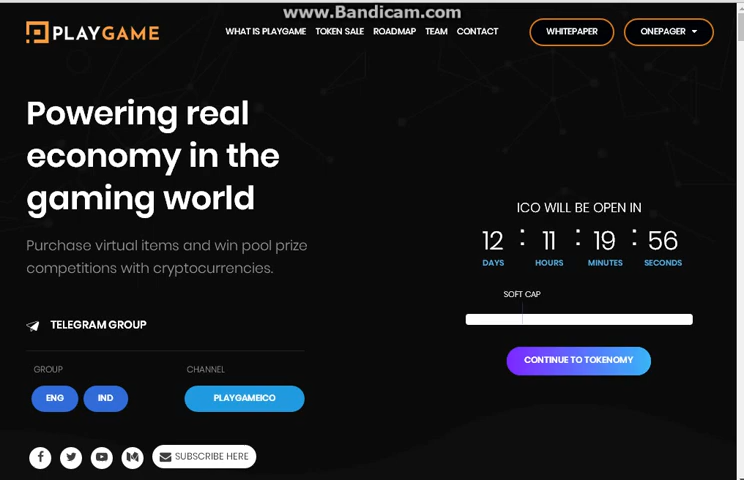 www.Bandicam.com
PLAYGAME
WHAT IS PLAYGAME TOKEN SALE ROADMAP TEAM CONTACT WHITEPAPER ONEPAGER
Powering real
economy in the
gaming world
Purchase virtual items and win pool prize
competitions with cryptocurrencies.
ICO WILL BE OPEN IN
12 : 11 : 19 : 56
DAYS HOURS MINUTES SECONDS
SOFT CAP
CONTINUE TO TOKENOMY
TELEGRAM GROUP
GROUP CHANNEL
ENG IND PLAYGAMEICO
SUBSCRIBE HERE